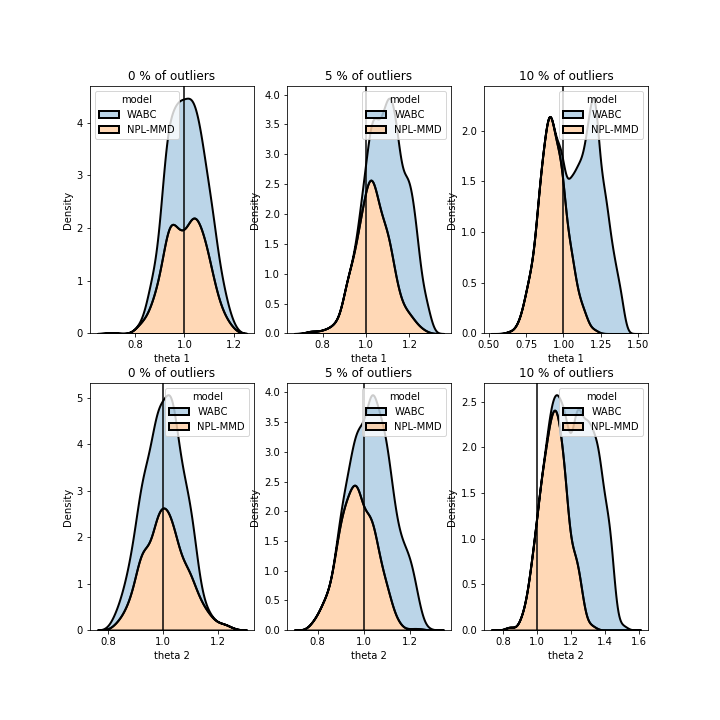 0 % of outliers
5 % of outliers
10 % of outliers
model
WABC
NPL-MMD
model
WABC
NPL-MMD
model
WABC
NPL-MMD
Density
Density
Density
0
1
2
3
4
0.0
0.5
1.0
1.5
2.0
2.5
3.0
3.5
4.0
0.0
0.5
1.0
1.5
2.0
0.8
1.0
1.2
0.8
1.0
1.2
0.50
0.75
1.00
1.25
1.50
theta 1
theta 1
theta 1
0 % of outliers
5 % of outliers
10 % of outliers
model
WABC
NPL-MMD
model
WABC
NPL-MMD
model
WABC
NPL-MMD
Density
Density
Density
0
1
2
3
4
5
0.0
0.5
1.0
1.5
2.0
2.5
3.0
3.5
4.0
0.0
0.5
1.0
1.5
2.0
2.5
0.8
1.0
1.2
0.8
1.0
1.2
0.8
1.0
1.2
1.4
1.6
theta 2
theta 2
theta 2